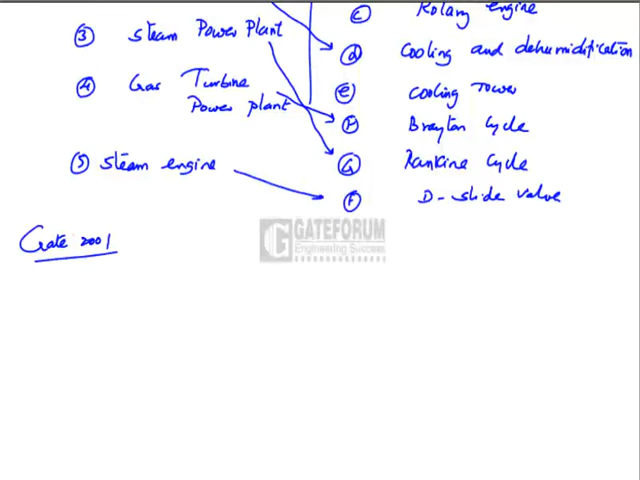 C Rotary engine
3 Steam Power Plant
d Cooling and dehumidification
4 Gas Turbine
Power plant
e Cooling Tower
H Brayton Cycle
5 Steam engine
G Rankine Cycle
F D-slide valve
Gate 2001
GATEFORUM
Engineering Success